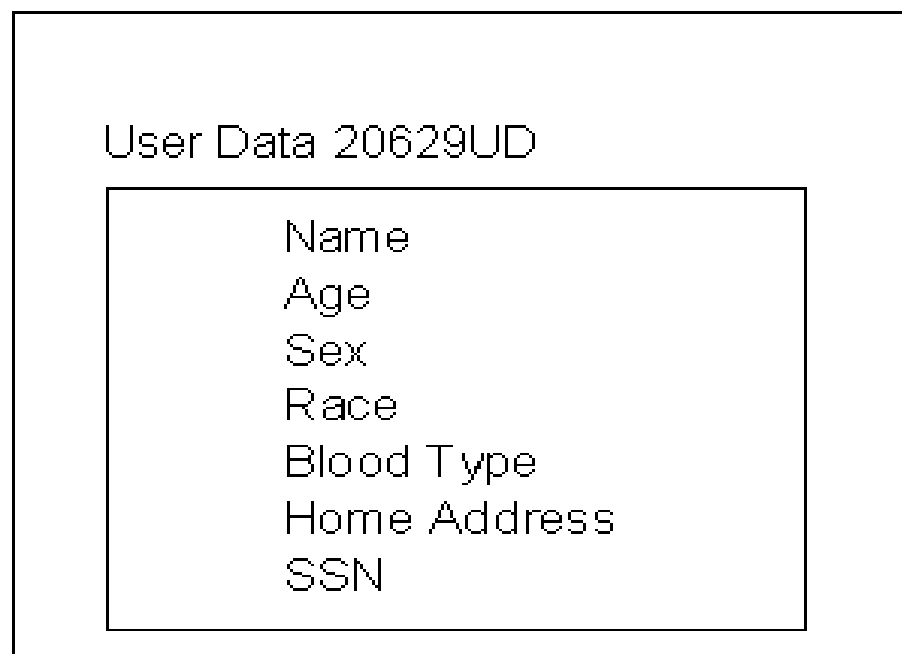 User Data 20629UD
Name
Age
Sex
Race
Blood Type
Home Address
SSN